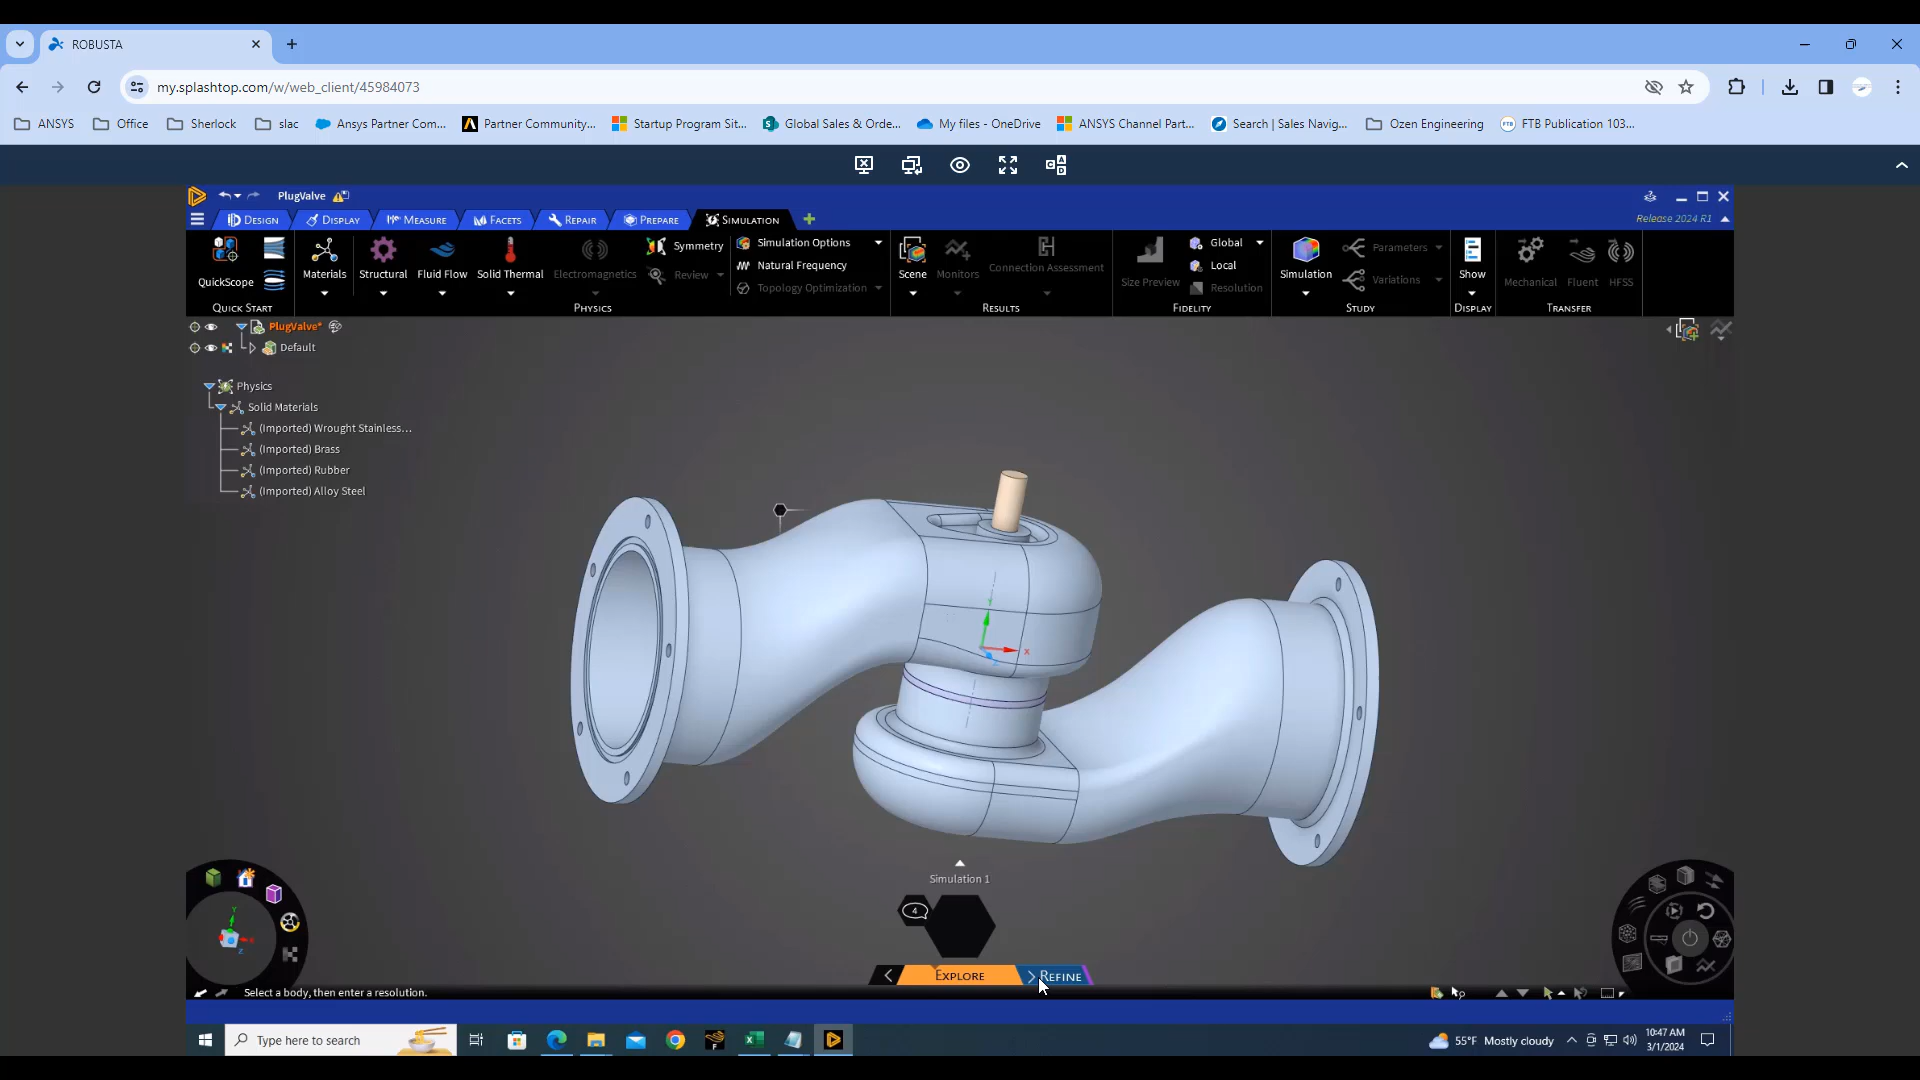 ROBUSTA
my.splashtop.com/w/web_client/45984073
ANSYS Office Sherlock slac Ansys Partner Com... Partner Community... Startup Program Sit... Global Sales & Orde... My files - OneDrive ANSYS Channel Part... Search | Sales Navig... Ozen Engineering FTB Publication 103...
PlugValve
DESIGN DISPLAY MEASURE FACETS REPAIR PREPARE SIMULATION
Release 2024 R1
Symmetry Simulation Options Global
Natural Frequency Local
Parameters
QuickScope Materials Structural Fluid Flow Solid Thermal Electromagnetics Review
Topology Optimization
Scene Monitors Connection Assessment
Size Preview Resolution
Simulation Variations
Show
Mechanical Fluent HFSS
QUICK START PHYSICS RESULTS FIDELITY STUDY DISPLAY TRANSFER
PlugValve*
Default
Physics
Solid Materials
(Imported) Wrought Stainless...
(Imported) Brass
(Imported) Rubber
(Imported) Alloy Steel
Y
X
Simulation 1
4
EXPLORE REFINE
Select a body, then enter a resolution.
Type here to search
55°F Mostly cloudy
10:47 AM
3/1/2024